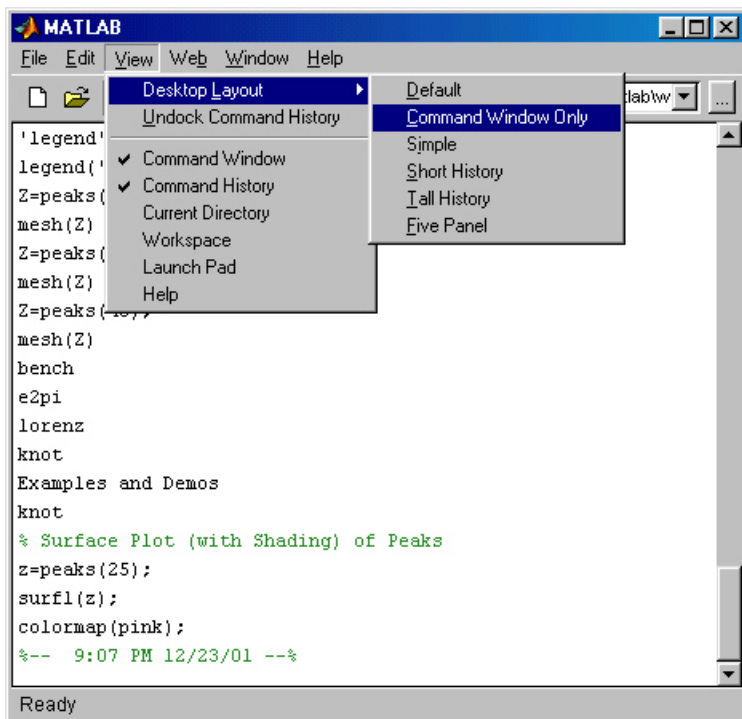 MATLAB
File Edit View Web Window Help
Desktop Layout
Undock Command History
Command Window
Command History
Current Directory
Workspace
Launch Pad
Help
Default
Command Window Only
Simple
Short History
Tall History
Five Panel
...
'legend'
legend('
Z=peaks(
mesh(Z)
Z=peaks(
mesh(Z)
Z=peaks(
mesh(Z)
bench
e2pi
lorenz
knot
Examples and Demos
knot
% Surface Plot (with Shading) of Peaks
z=peaks(25);
surfl(z);
colormap(pink);
%-- 9:07 PM 12/23/01 --%
Ready